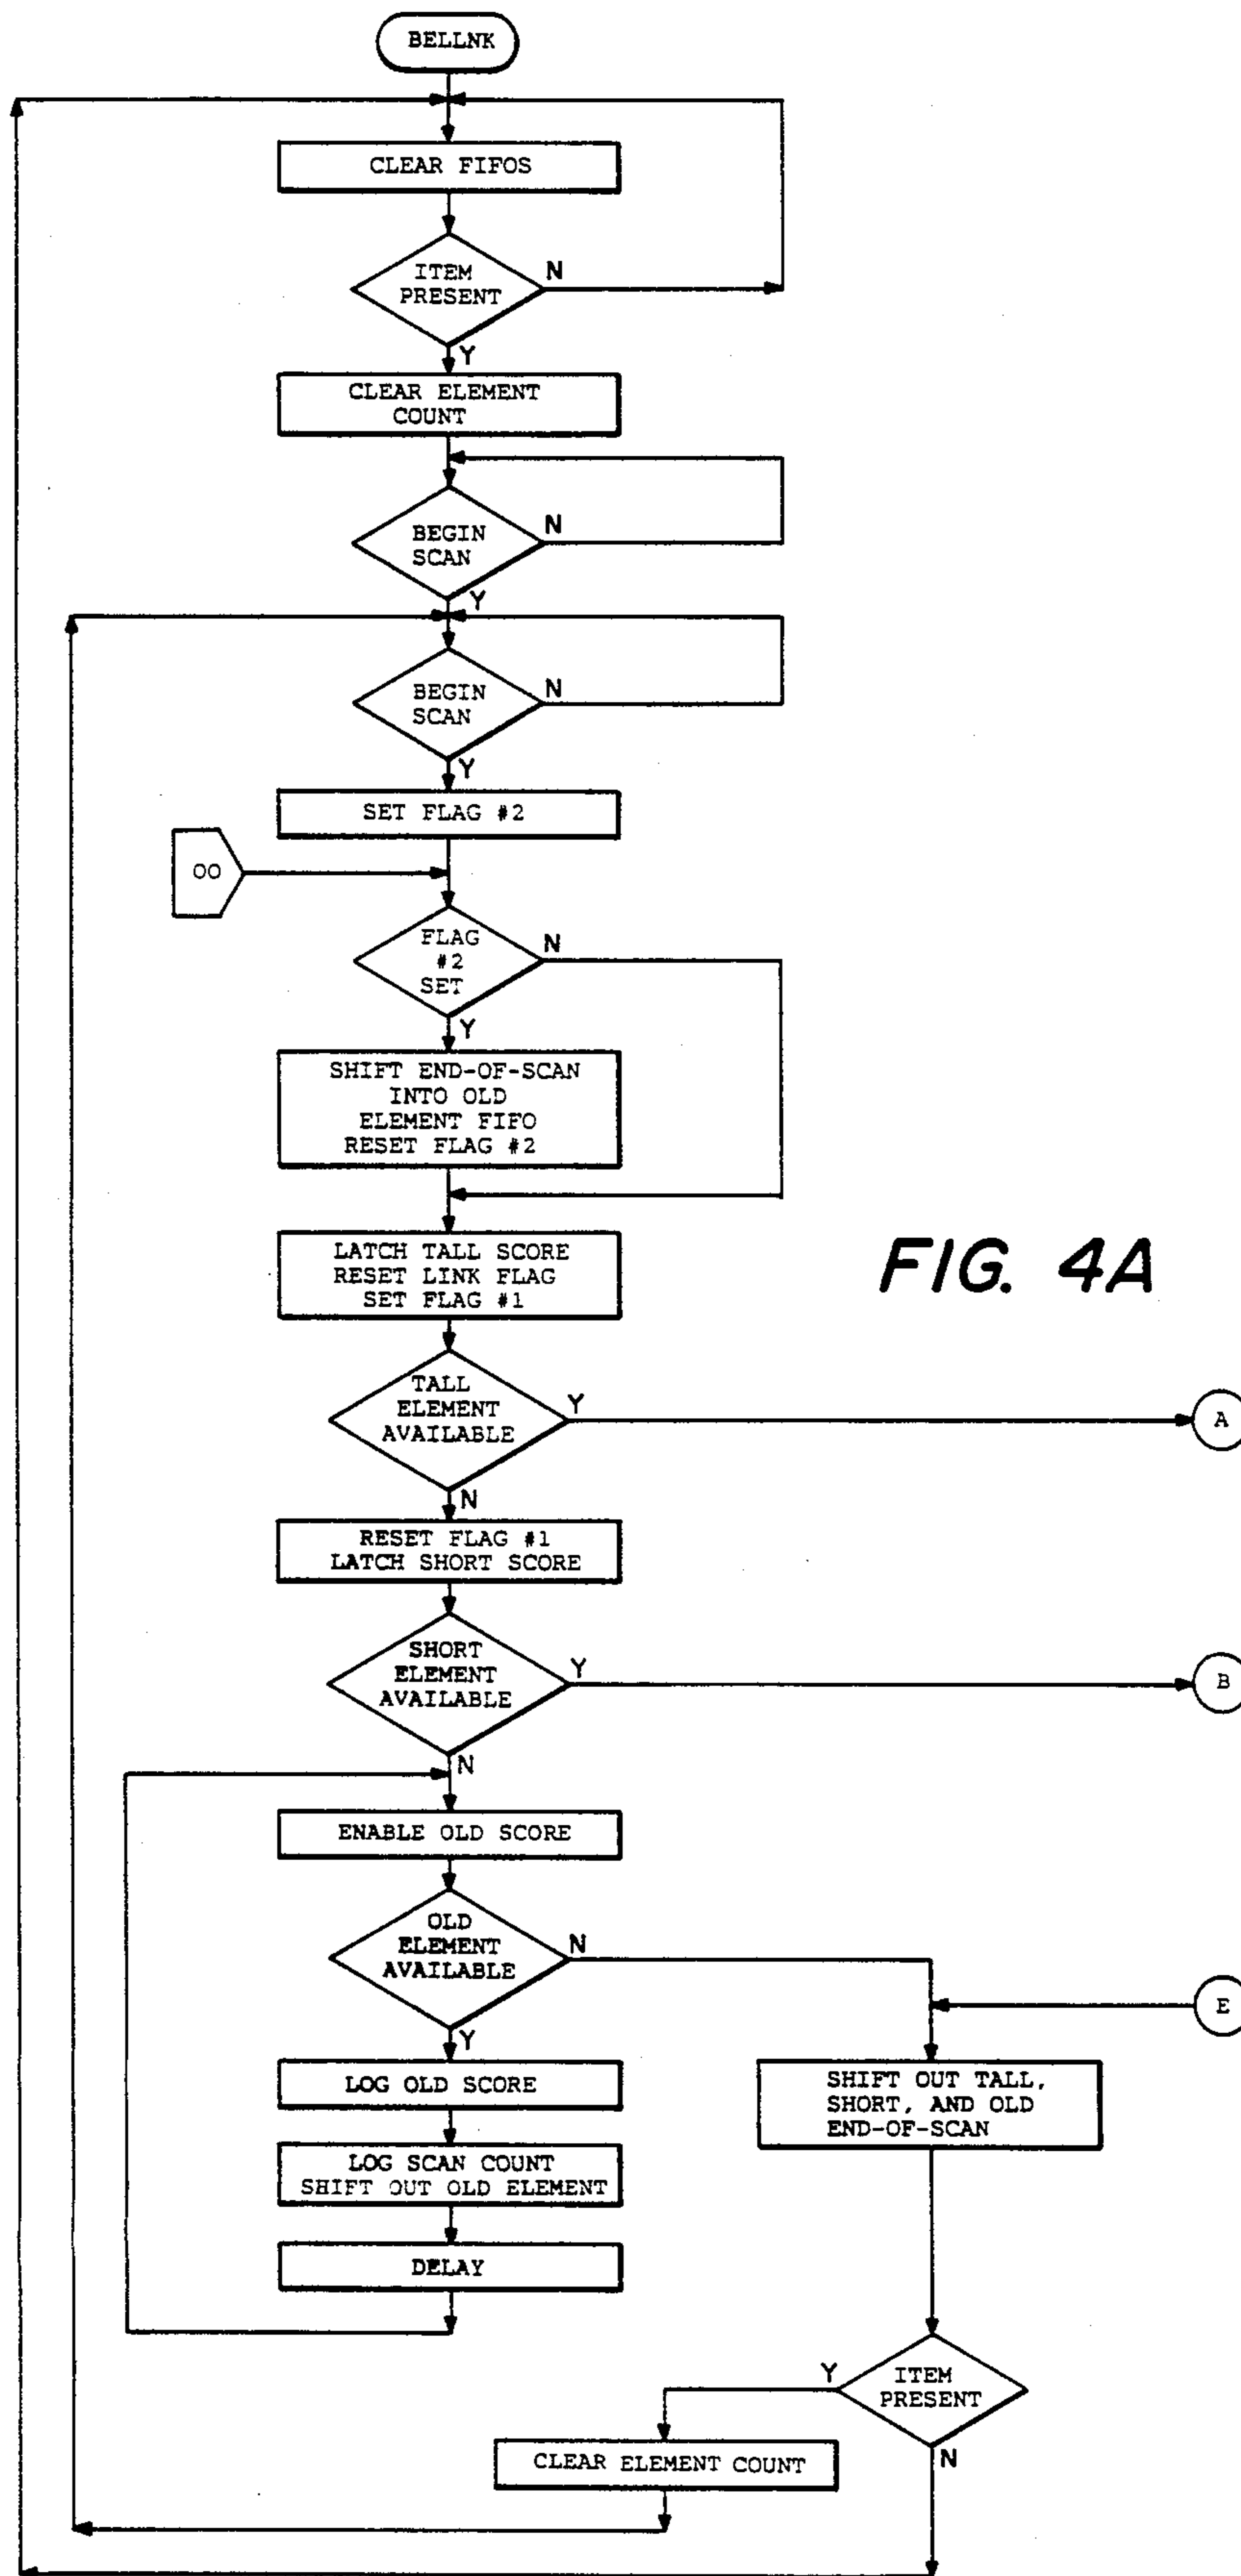 BELLNK
CLEAR FIFOS
ITEM
PRESENT
N
Y
CLEAR ELEMENT
COUNT
BEGIN
SCAN
N
Y
BEGIN
SCAN
N
Y
SET FLAG #2
OO
FLAG
#2
SET
N
Y
SHIFT END-OF-SCAN
INTO OLD
ELEMENT FIFO
RESET FLAG #2
LATCH TALL SCORE
RESET LINK FLAG
SET FLAG #1
FIG. 4A
TALL
ELEMENT
AVAILABLE
Y
A
N
RESET FLAG #1
LATCH SHORT SCORE
SHORT
ELEMENT
AVAILABLE
Y
B
N
ENABLE OLD SCORE
OLD
ELEMENT
AVAILABLE
N
E
Y
LOG OLD SCORE
SHIFT OUT TALL,
SHORT, AND OLD
END-OF-SCAN
LOG SCAN COUNT
SHIFT OUT OLD ELEMENT
DELAY
ITEM
PRESENT
Y
N
CLEAR ELEMENT COUNT